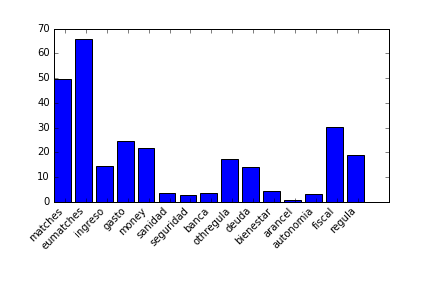 70
60
50
40
30
20
10
0
matches
eumatches
ingreso
gasto
money
sanidad
seguridad
banca
othregula
deuda
bienestar
arancel
autonomia
fiscal
regula